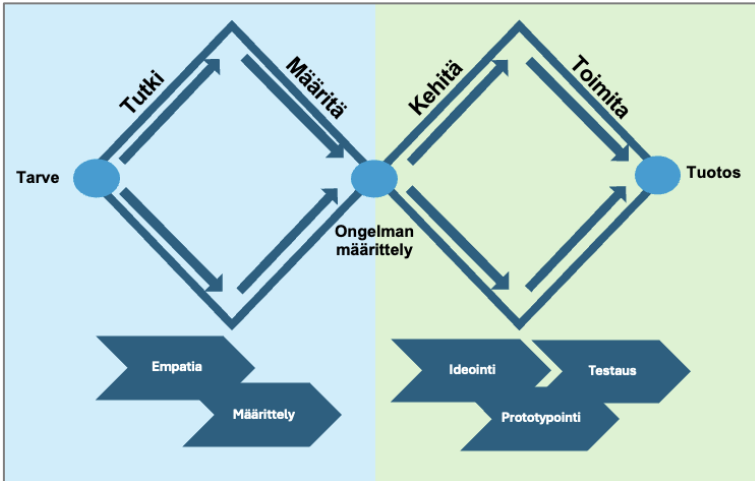 Tutki
Määritä
Kehitä
Toimita
Tarve
Ongelman
määrittely
Tuotos
Empatia
Määrittely
Ideointi
Testaus
Prototypointi